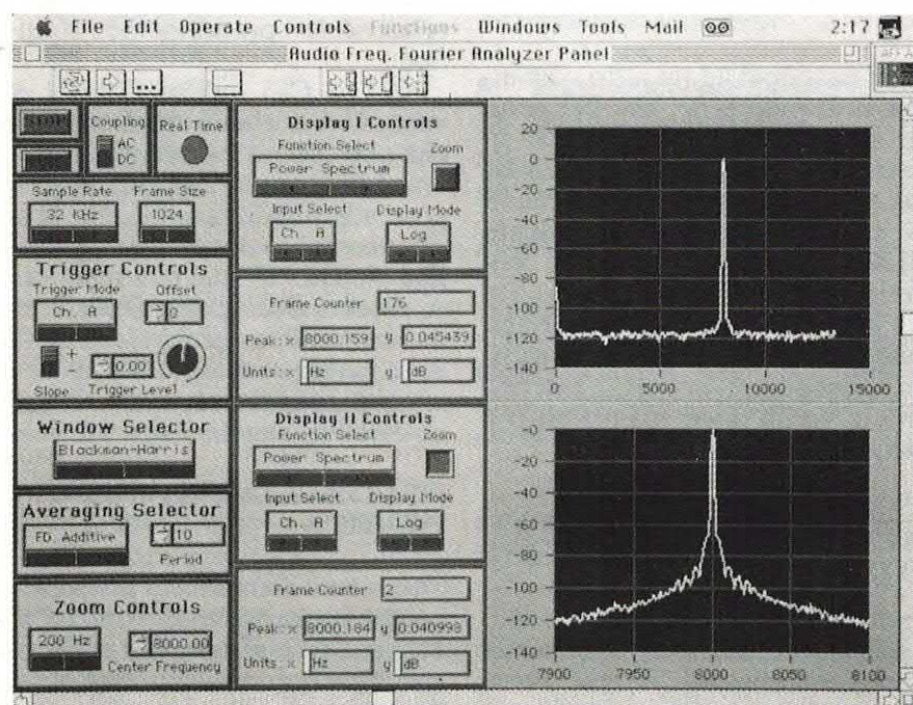 File Edit Operate Controls Functions Windows Tools Mail 2:17
Audio Freq. Fourier Analyzer Panel
STOP
Coupling
AC
DC
Real Time
Sample Rate Frame Size
32 KHz 1024
Trigger Controls
Trigger Mode Offset
Ch. A 0
+
-
0.00
Slope Trigger Level
Window Selector
Blackman-Harris
Averaging Selector
FD. Additive 10
Period
Zoom Controls
200 Hz 8000.00
Center Frequency
Display I Controls
Function Select Zoom
Power Spectrum
Input Select Display Mode
Ch. A Log
Frame Counter 176
Peak: x 8000.159 y 0.045439
Units: x Hz y dB
Display II Controls
Function Select Zoom
Power Spectrum
Input Select Display Mode
Ch. A Log
Frame Counter 2
Peak: x 8000.184 y 0.040993
Units: x Hz y dB
20
0
-20
-40
-60
-80
-100
-120
-140
0 5000 10000 15000
-0
-20
-40
-60
-80
-100
-120
-140
7900 7950 8000 8050 8100